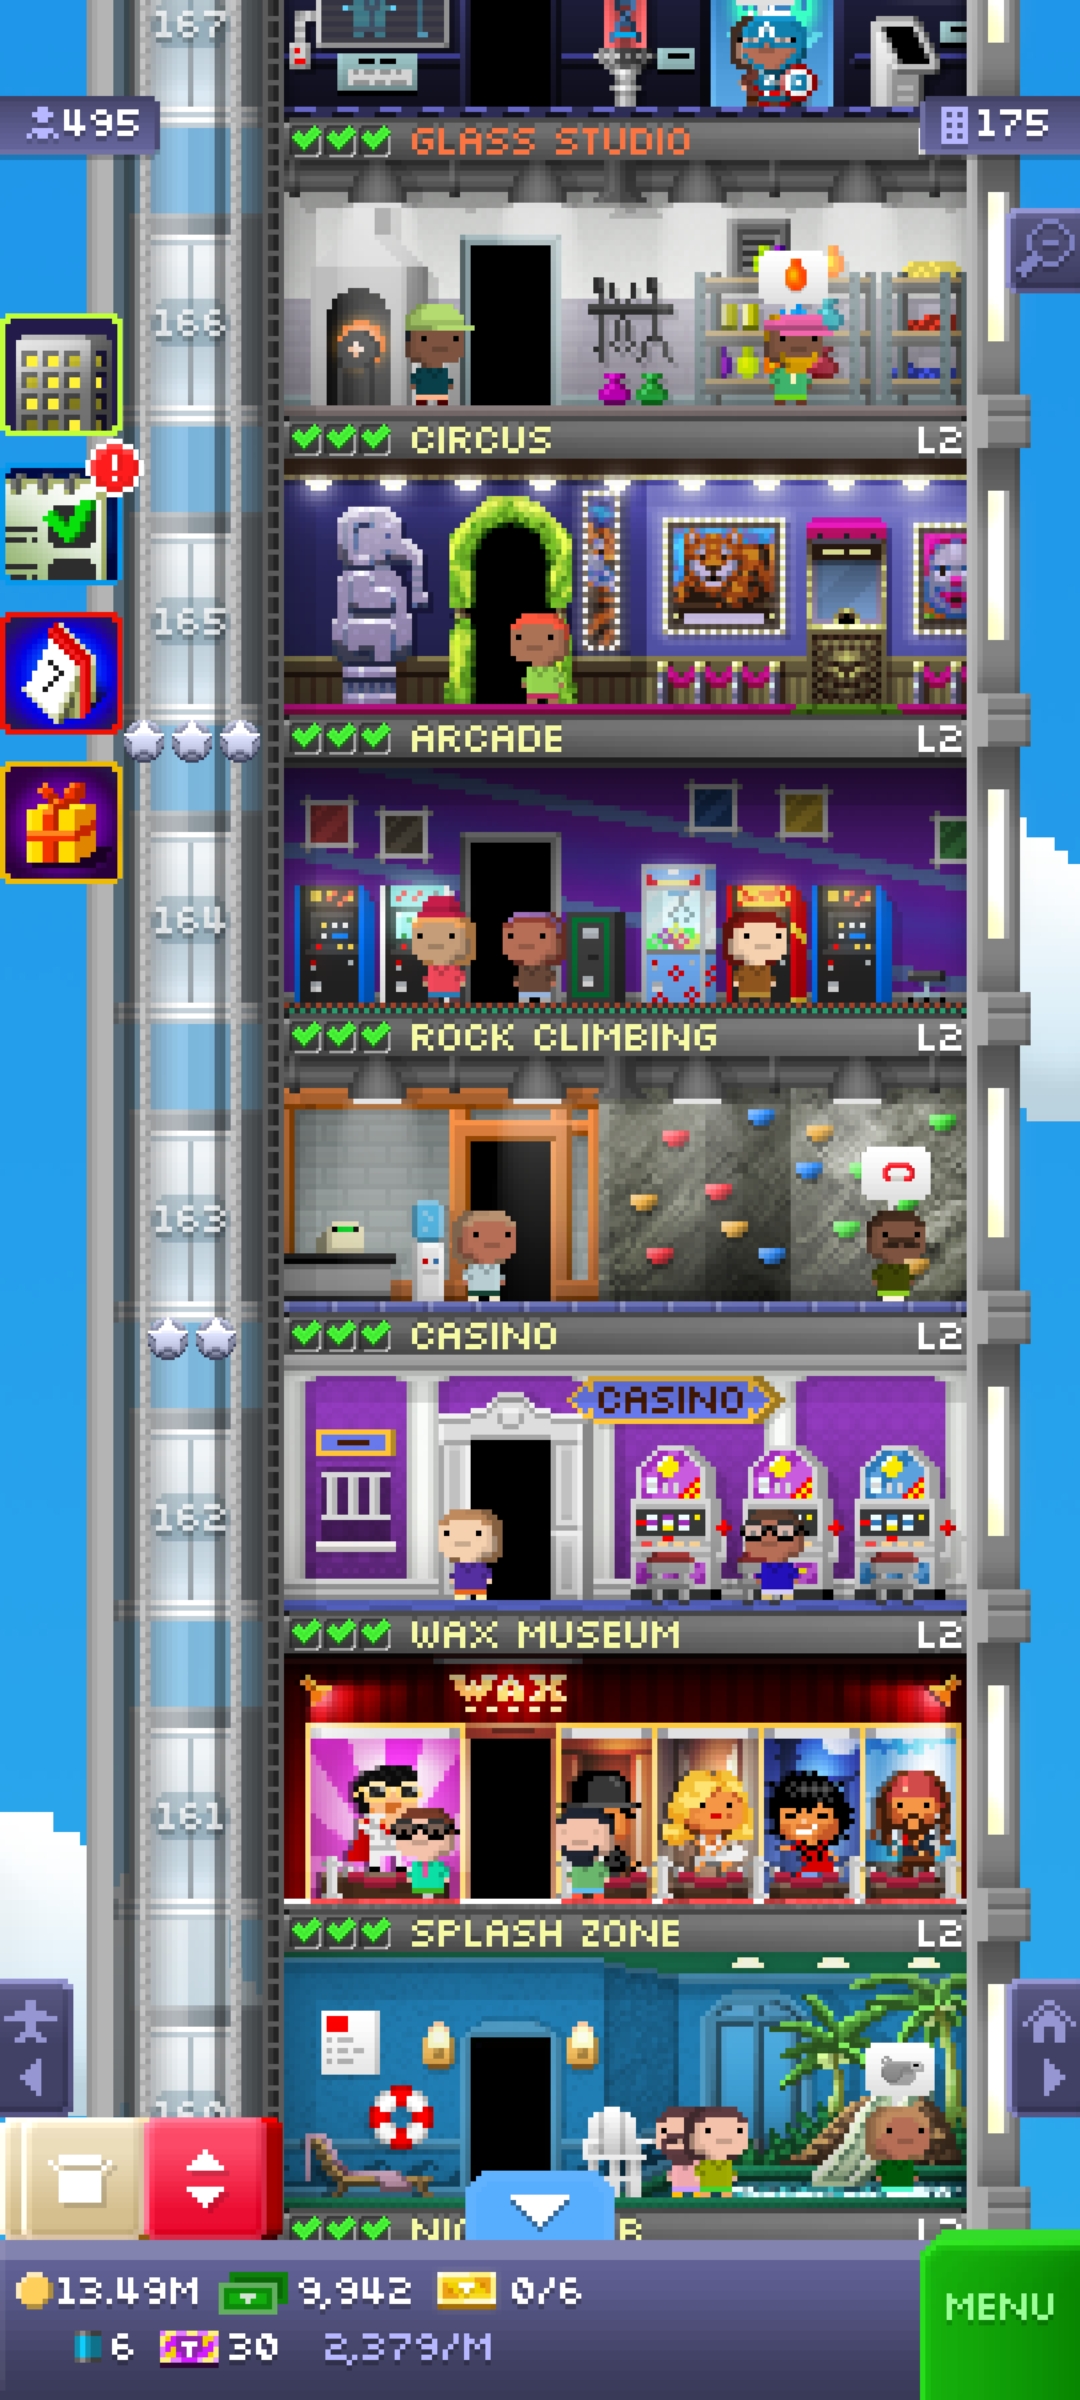 167
495
175
GLASS STUDIO
166
CIRCUS L2
165
ARCADE L2
164
ROCK CLIMBING L2
163
CASINO L2
CASINO
162
WAX MUSEUM L2
WAX
161
SPLASH ZONE L2
13.49M 9,942 0/6
6 30 2,379/M
MENU